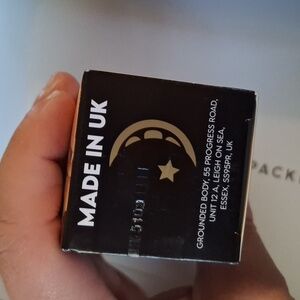 MADE IN UK
GROUNDED BODY, 55 PROGRESS ROAD,
UNIT 12 A, LEIGH ON SEA,
ESSEX, SS95PR, UK
PACK